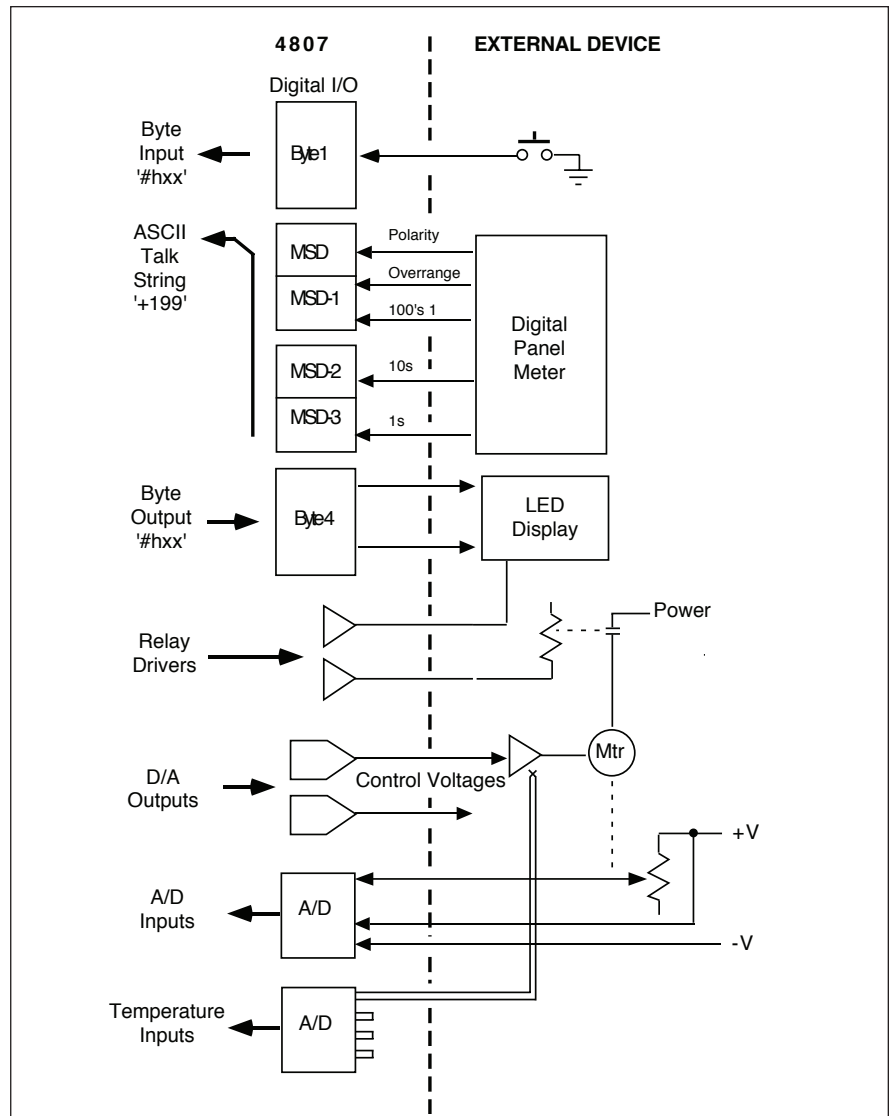 4807 EXTERNAL DEVICE
Digital I/O
Byte
Input
'#hxx'
Byte1
ASCII
Talk
String
'+199'
MSD
MSD-1
MSD-2
MSD-3
Polarity
Overrange
100's 1
10s
1s
Digital
Panel
Meter
Byte
Output
'#hxx'
Byte4
LED
Display
Relay
Drivers
Power
Mtr
D/A
Outputs
Control Voltages
+V
A/D
Inputs
A/D
-V
Temperature
Inputs
A/D